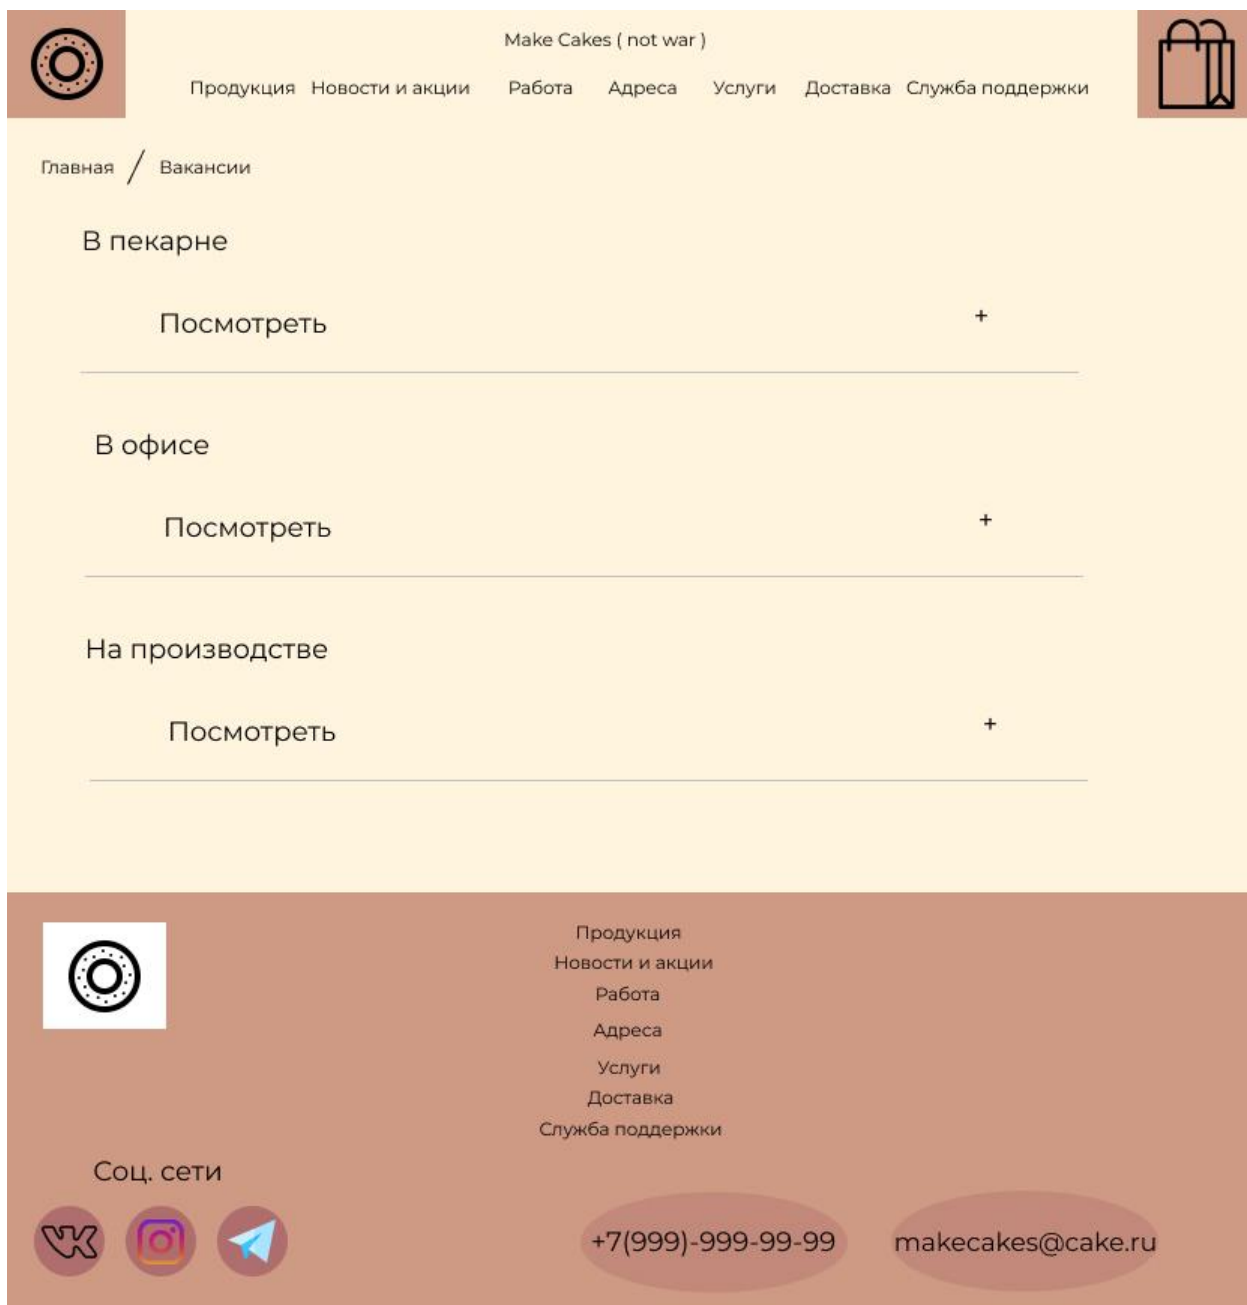 Make Cakes ( not war )
Продукция Новости и акции Работа Адреса Услуги Доставка Служба поддержки
Главная / Вакансии
В пекарне
Посмотреть +
В офисе
Посмотреть +
На производстве
Посмотреть +
Продукция
Новости и акции
Работа
Адреса
Услуги
Доставка
Служба поддержки
Соц. сети
+7(999)-999-99-99 makecakes@cake.ru